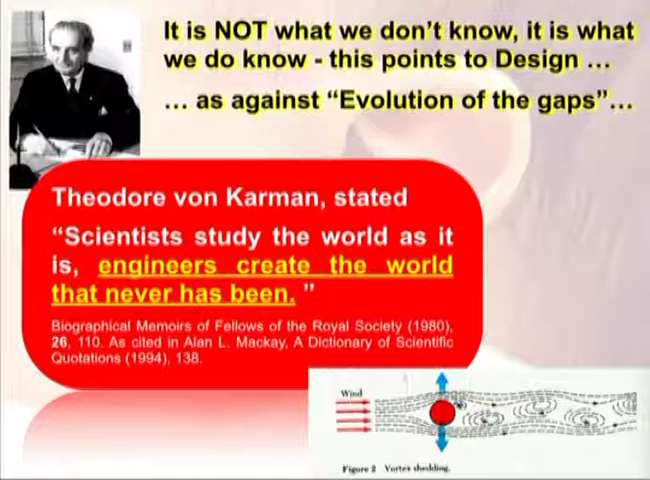 It is NOT what we don't know, it is what
we do know - this points to Design ...
... as against “Evolution of the gaps”...
Theodore von Karman, stated
“Scientists study the world as it
is, engineers create the world
that never has been. ”
Biographical Memoirs of Fellows of the Royal Society (1980),
26, 110. As cited in Alan L. Mackay, A Dictionary of Scientific
Quotations (1994), 138.
Wind
Figure 2 Vortex shedding.